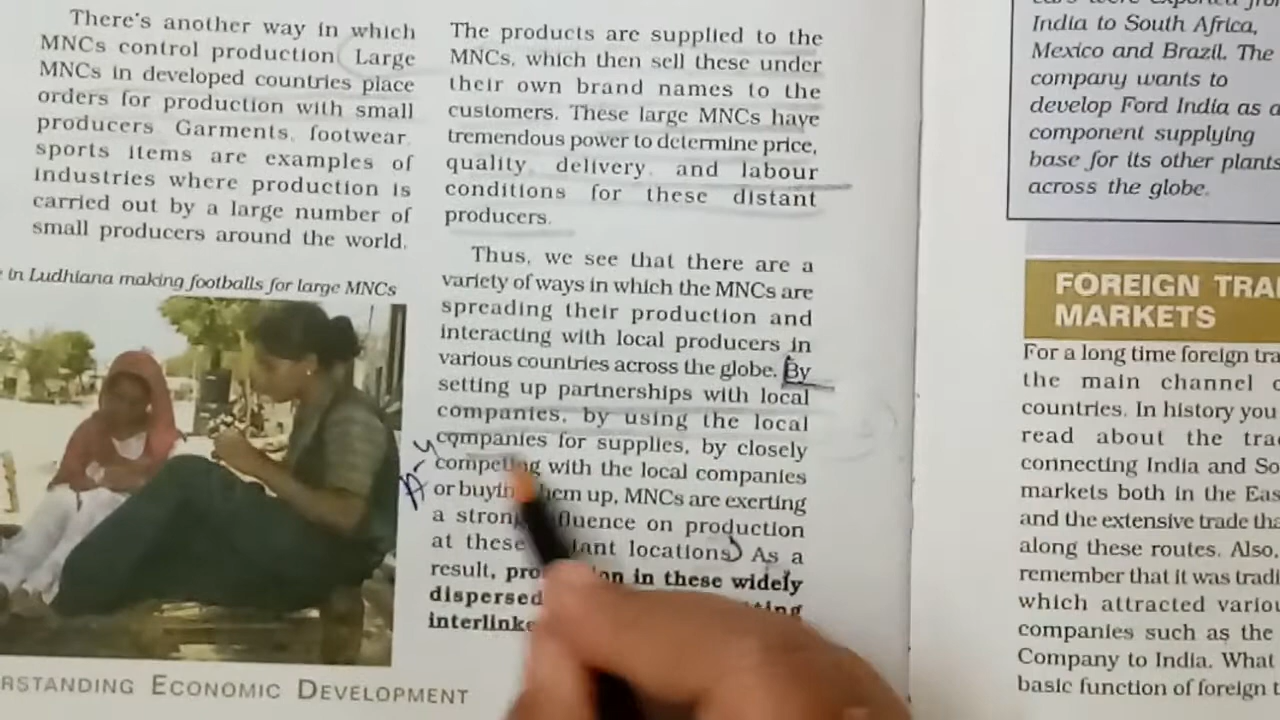 There's another way in which
MNCs control production Large
MNCs in developed countries place
orders for production with small
producers Garments, footwear,
sports items are examples of
industries where production is
carried out by a large number of
small producers around the world.
in Ludhiana making footballs for large MNCs
RSTANDING ECONOMIC DEVELOPMENT
The products are supplied to the
MNCs, which then sell these under
their own brand names to the
customers. These large MNCs have
tremendous power to determine price,
quality, delivery, and labour
conditions for these distant
producers.
Thus, we see that there are a
variety of ways in which the MNCs are
spreading their production and
interacting with local producers in
various countries across the globe. By
setting up partnerships with local
companies, by using the local
companies for supplies, by closely
competing with the local companies
or buyin hem up, MNCs are exerting
a strong fluence on production
at these tant locations. As a
result, pro on in these widely
dispersed ting
interlinke
India to South Africa,
Mexico and Brazil. The
company wants to
develop Ford India as a
component supplying
base for its other plants
across the globe.
FOREIGN TRA
MARKETS
For a long time foreign tra
the main channel
countries. In history you
read about the tra
connecting India and So
markets both in the Eas
and the extensive trade tha
along these routes. Also,
remember that it was tradi
which attracted variou
companies such as the
Company to India. What
basic function of foreign t